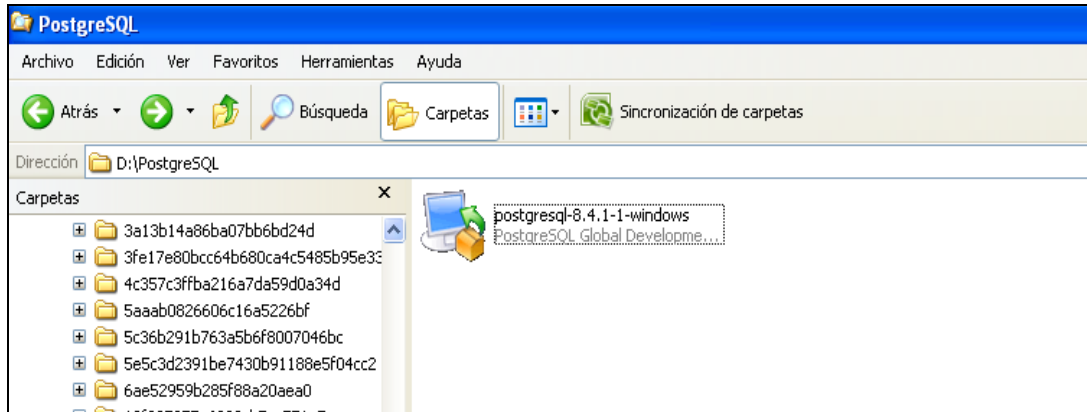 PostgreSQL
Archivo Edición Ver Favoritos Herramientas Ayuda
Atrás Búsqueda Carpetas Sincronización de carpetas
Dirección D:\PostgreSQL
Carpetas x
3a13b14a86ba07bb6bd24d
3fe17e80bcc64b680ca4c5485b95e33
4c357c3ffba216a7da59d0a34d
5aaab0826606c16a5226bf
5c36b291b763a5b6f8007046bc
5e5c3d2391be7430b91188e5f04cc2
6ae52959b285f88a20aea0
postgresql-8.4.1-1-windows
PostgreSQL Global Developme...